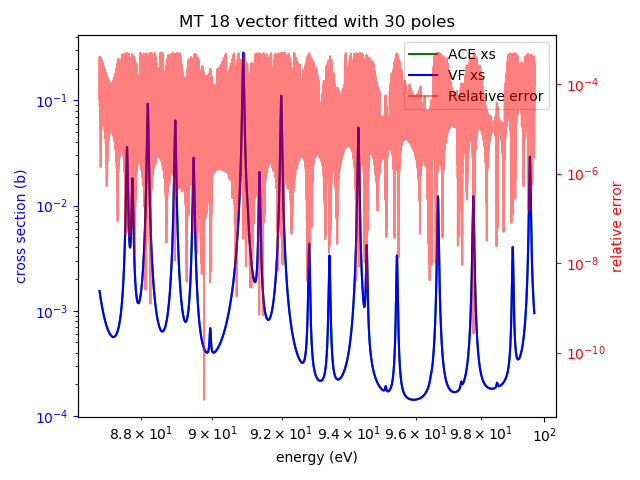 MT 18 vector fitted with 30 poles
ACE xs
VF xs
Relative error
cross section (b)
10⁻¹
10⁻²
10⁻³
10⁻⁴
relative error
10⁻⁴
10⁻⁶
10⁻⁸
10⁻¹⁰
8.8 × 10¹ 9 × 10¹ 9.2 × 10¹ 9.4 × 10¹ 9.6 × 10¹ 9.8 × 10¹ 10²
energy (eV)